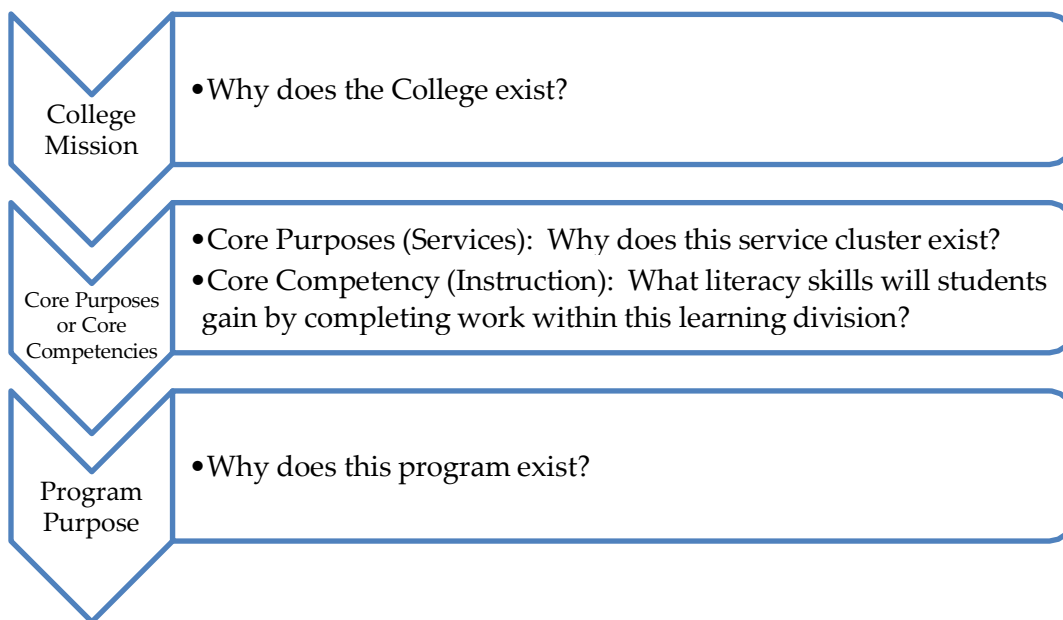 College
Mission
•Why does the College exist?
Core Purposes
or Core
Competencies
•Core Purposes (Services):  Why does this service cluster exist?
•Core Competency (Instruction):  What literacy skills will students
gain by completing work within this learning division?
Program
Purpose
•Why does this program exist?